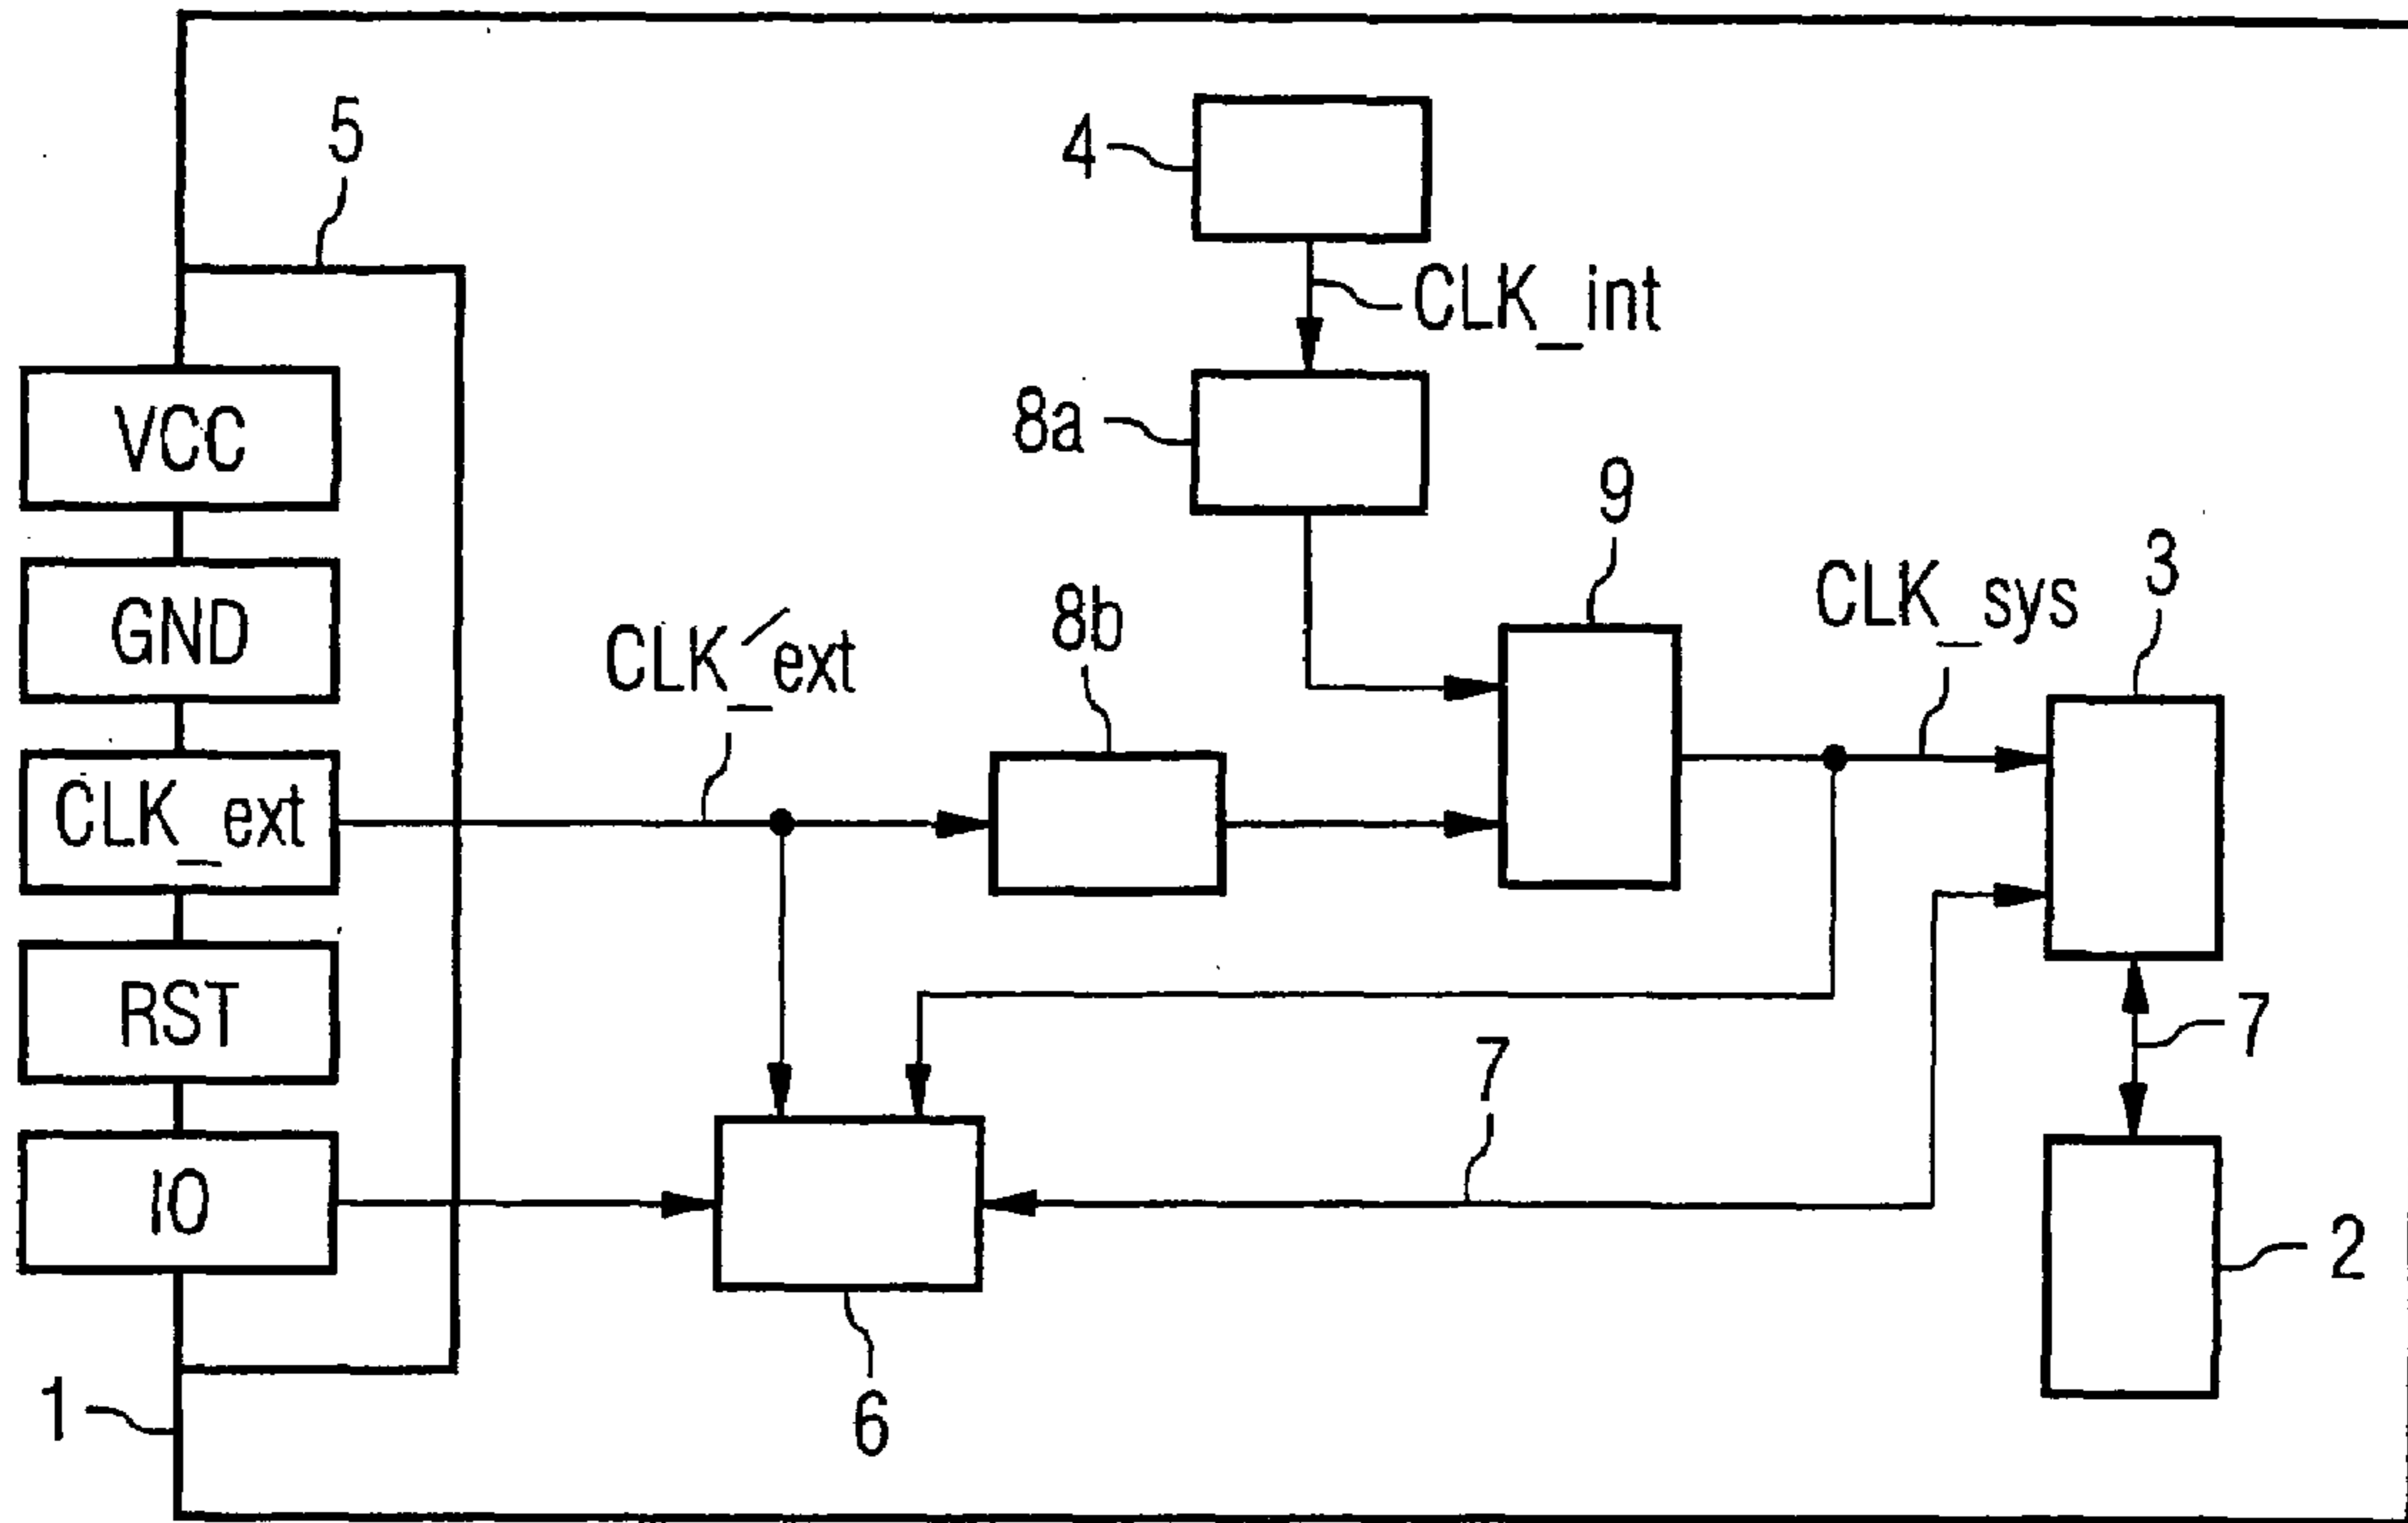 5
4
CLK_int
8a
VCC
9
GND
CLK_ext
8b
CLK_sys
3
CLK_ext
RST
7
7
IO
2
1
6